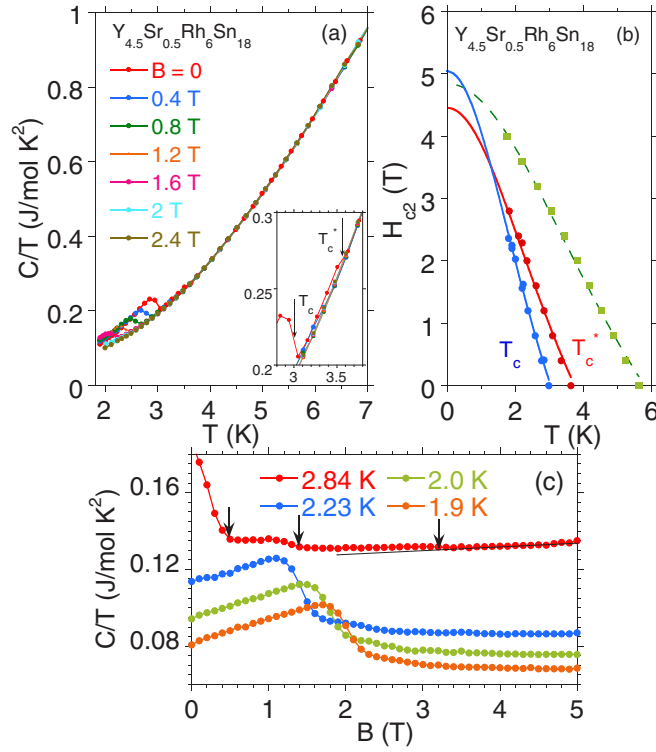 Y4.5Sr0.5Rh6Sn18 (a)
B = 0
0.4 T
0.8 T
1.2 T
1.6 T
2 T
2.4 T
C/T (J/mol K2)
1
0.8
0.6
0.4
0.2
0
2 3 4 5 6 7
T (K)
0.3
0.25
0.2
3 3.5
Tc
Tc*
Y4.5Sr0.5Rh6Sn18
(b)
Hc2 (T)
6
5
4
3
2
1
0
0 2 4 6
T (K)
Tc
Tc*
(c)
2.84 K 2.0 K
2.23 K 1.9 K
C/T (J/mol K2)
0.16
0.12
0.08
0 1 2 3 4 5
B (T)